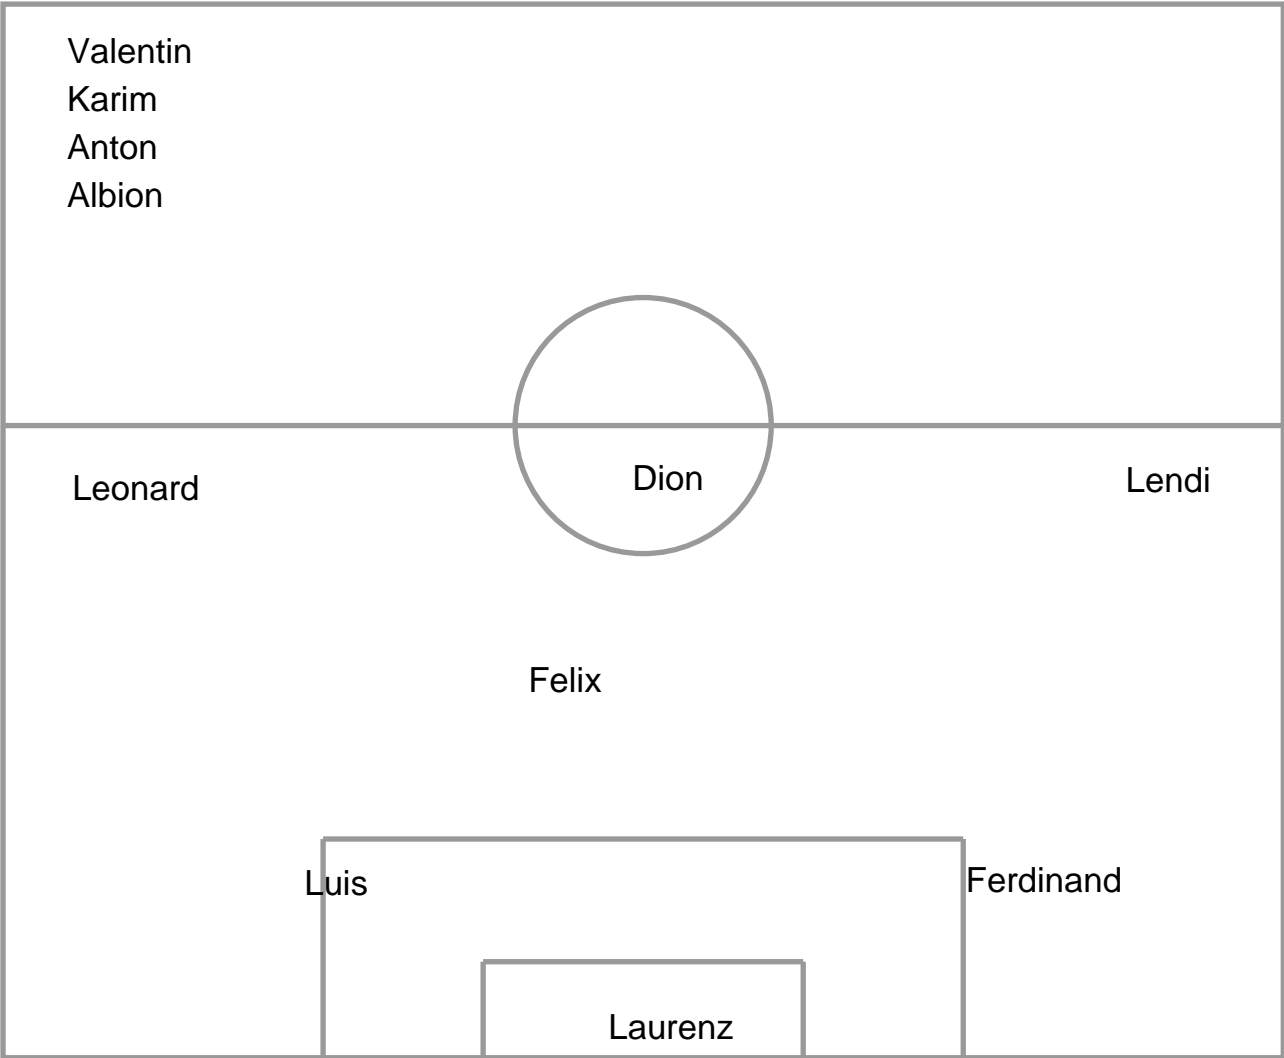 Valentin
Karim
Anton
Albion
Leonard
Dion
Lendi
Felix
Luis
Ferdinand
Laurenz